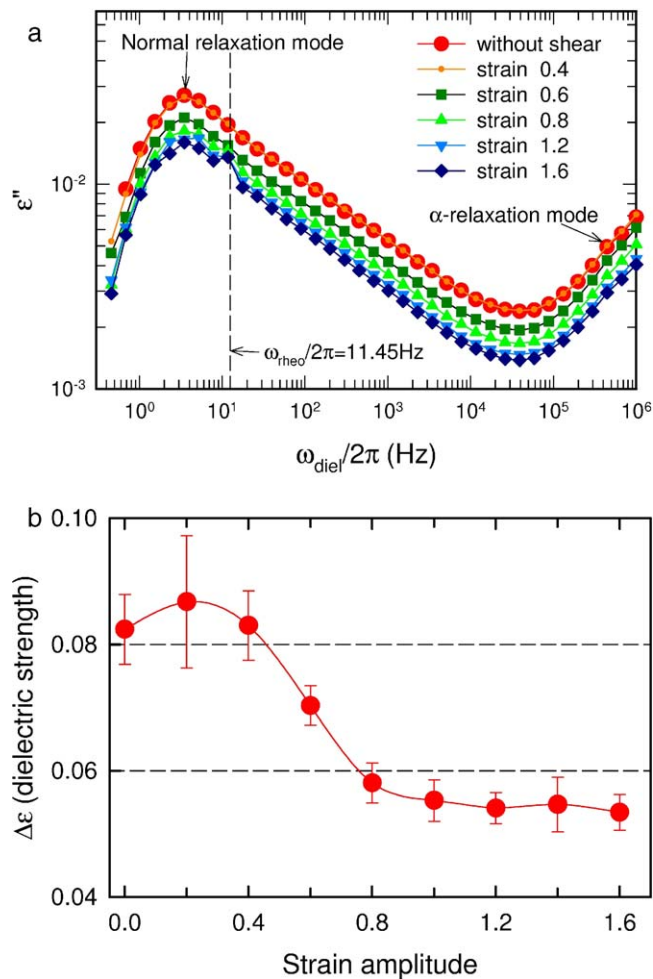 a
Normal relaxation mode
without shear
strain 0.4
strain 0.6
strain 0.8
strain 1.2
strain 1.6
α-relaxation mode
ω_rheo/2π=11.45Hz
ε"
10⁻²
10⁻³
10⁰ 10¹ 10² 10³ 10⁴ 10⁵ 10⁶
ω_diel/2π (Hz)
b
Δε (dielectric strength)
0.10
0.08
0.06
0.04
0.0 0.4 0.8 1.2 1.6
Strain amplitude